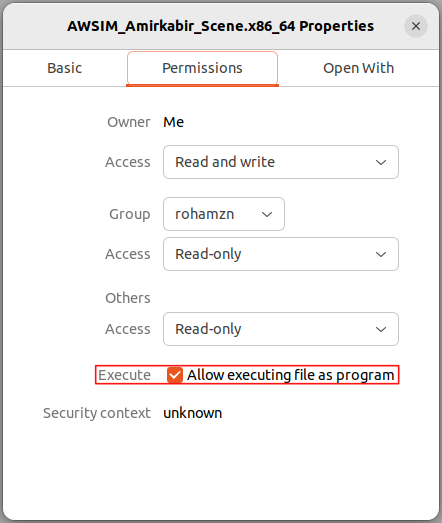 AWSIM_Amirkabir_Scene.x86_64 Properties
Basic Permissions Open With
Owner Me
Access Read and write
Group rohamzn
Access Read-only
Others
Access Read-only
Execute Allow executing file as program
Security context unknown